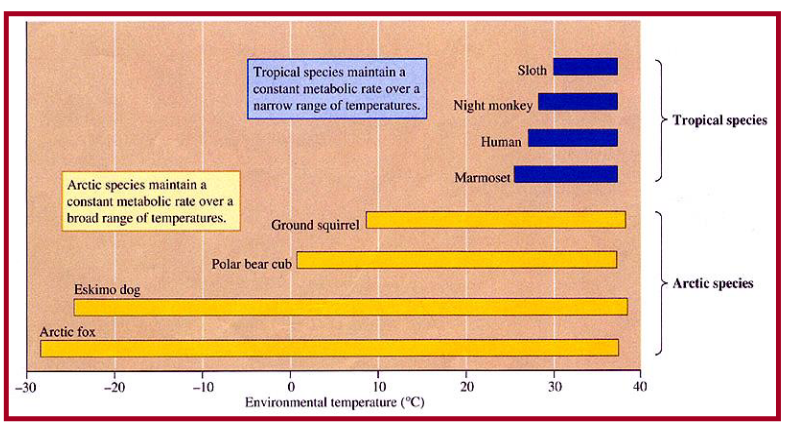 Tropical species maintain a
constant metabolic rate over a
narrow range of temperatures.
Sloth
Night monkey
Human
Marmoset
Tropical species
Arctic species maintain a
constant metabolic rate over a
broad range of temperatures.
Ground squirrel
Polar bear cub
Eskimo dog
Arctic fox
Arctic species
−30 −20 −10 0 10 20 30 40
Environmental temperature (°C)